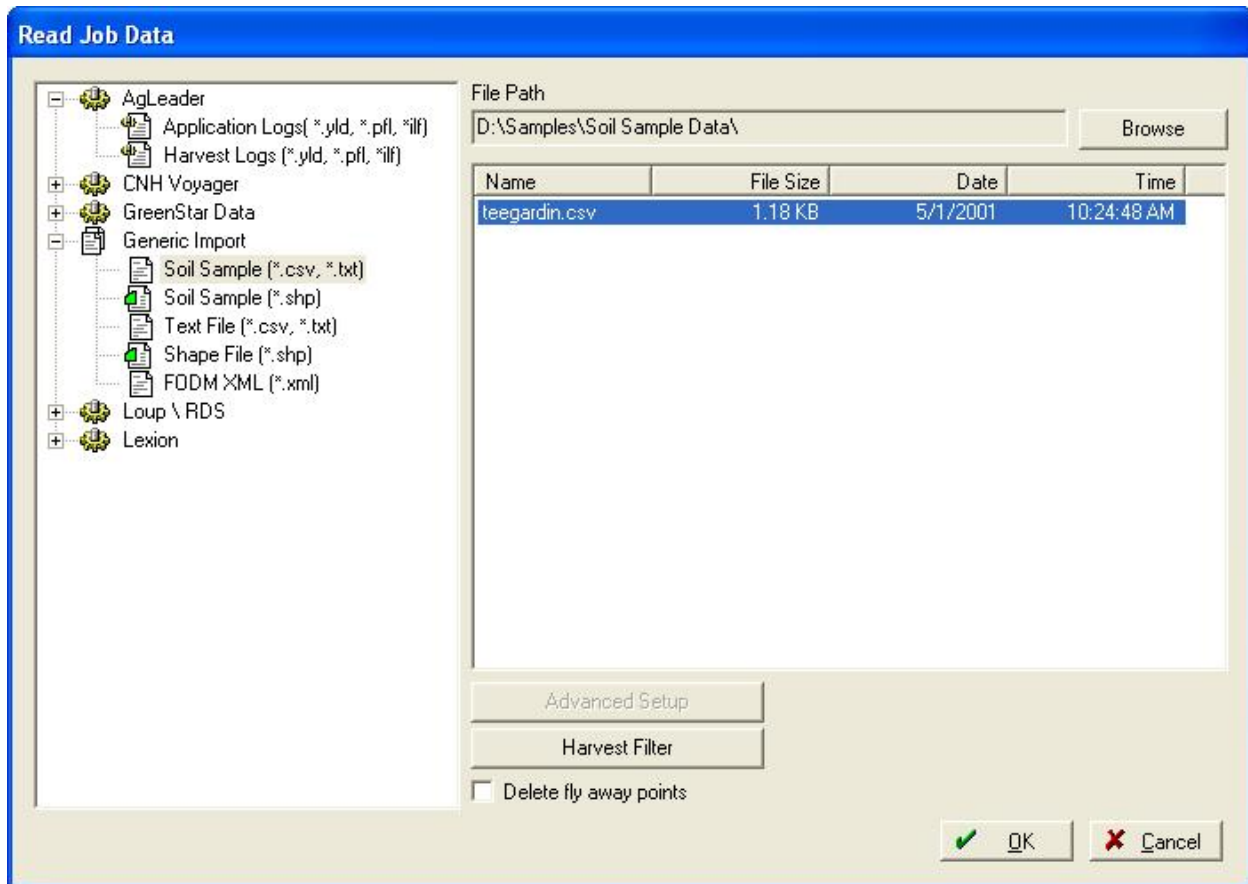 Read Job Data
AgLeader
Application Logs( *.yld, *.pfl, *ilf)
Harvest Logs (*.yld, *.pfl, *ilf)
CNH Voyager
GreenStar Data
Generic Import
Soil Sample (*.csv, *.txt)
Soil Sample (*.shp)
Text File (*.csv, *.txt)
Shape File (*.shp)
FODM XML (*.xml)
Loup \ RDS
Lexion
File Path
D:\Samples\Soil Sample Data\
Browse
Name File Size Date Time
teegardin.csv 1.18 KB 5/1/2001 10:24:48 AM
Advanced Setup
Harvest Filter
Delete fly away points
OK Cancel